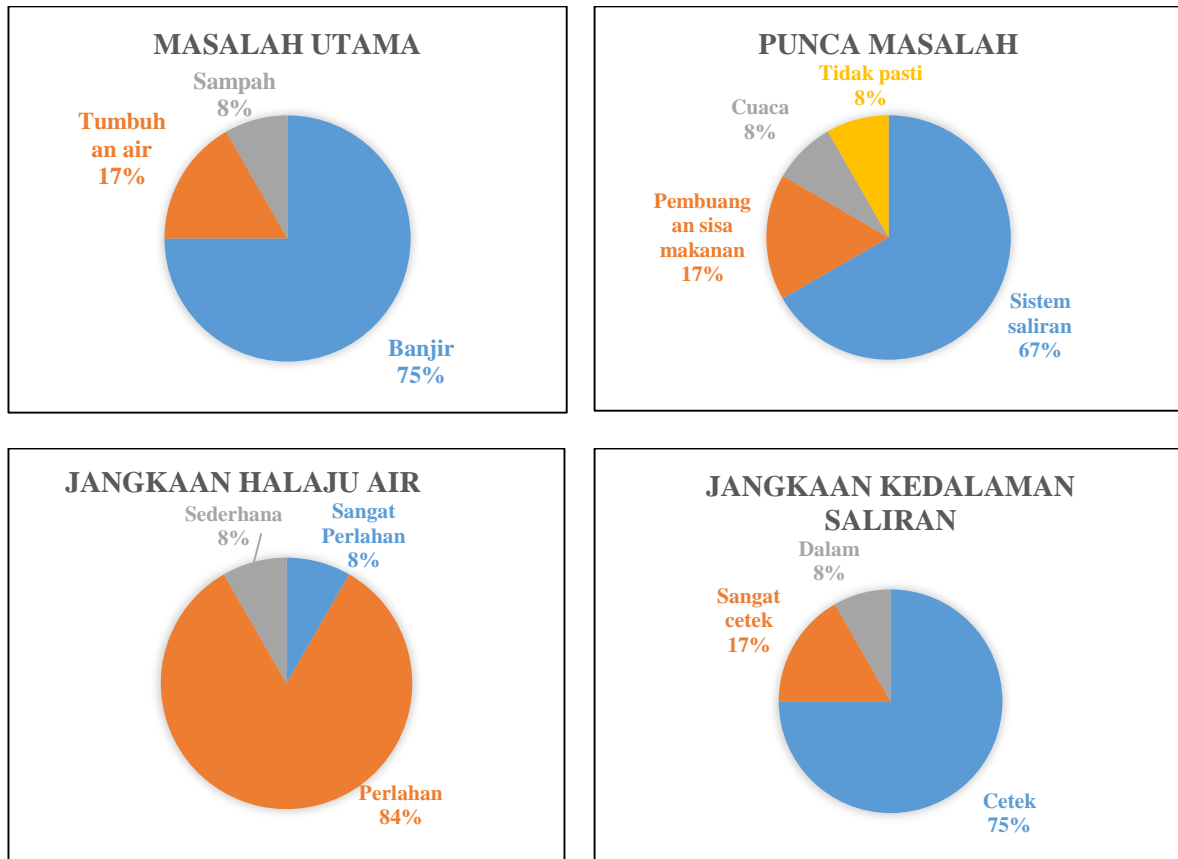 MASALAH UTAMA
Sampah
8%
Tumbuh
an air
17%
Banjir
75%
PUNCA MASALAH
Tidak pasti
8%
Cuaca
8%
Pembuang
an sisa
makanan
17%
Sistem
saliran
67%
JANGKAAN HALAJU AIR
Sederhana
8%
Sangat
Perlahan
8%
Perlahan
84%
JANGKAAN KEDALAMAN
SALIRAN
Dalam
8%
Sangat
cetek
17%
Cetek
75%